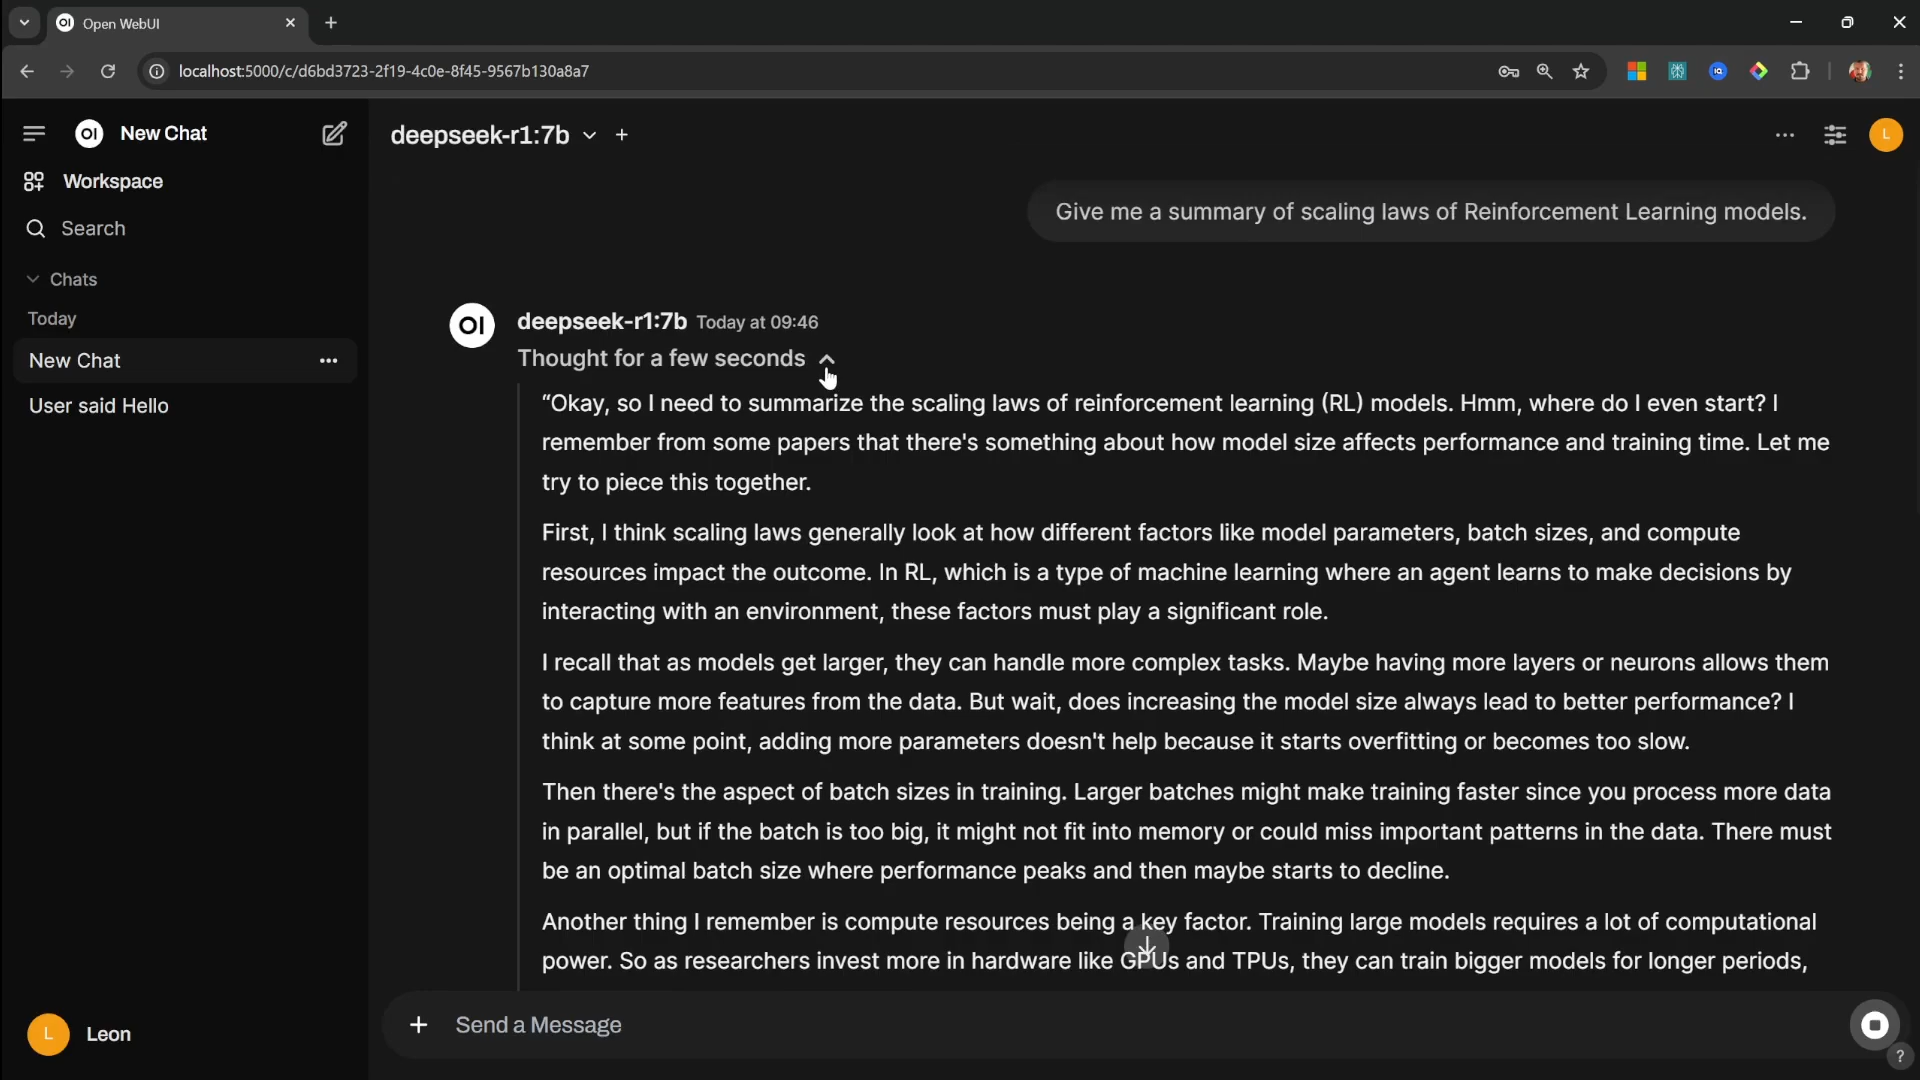 Open WebUI
localhost:5000/c/d6bd3723-2f19-4c0e-8f45-9567b130a8a7
OI New Chat
deepseek-r1:7b
L
Workspace
Search
Chats
Today
New Chat
User said Hello
Give me a summary of scaling laws of Reinforcement Learning models.
OI
deepseek-r1:7b Today at 09:46
Thought for a few seconds
“Okay, so I need to summarize the scaling laws of reinforcement learning (RL) models. Hmm, where do I even start? I
remember from some papers that there's something about how model size affects performance and training time. Let me
try to piece this together.
First, I think scaling laws generally look at how different factors like model parameters, batch sizes, and compute
resources impact the outcome. In RL, which is a type of machine learning where an agent learns to make decisions by
interacting with an environment, these factors must play a significant role.
I recall that as models get larger, they can handle more complex tasks. Maybe having more layers or neurons allows them
to capture more features from the data. But wait, does increasing the model size always lead to better performance? I
think at some point, adding more parameters doesn't help because it starts overfitting or becomes too slow.
Then there's the aspect of batch sizes in training. Larger batches might make training faster since you process more data
in parallel, but if the batch is too big, it might not fit into memory or could miss important patterns in the data. There must
be an optimal batch size where performance peaks and then maybe starts to decline.
Another thing I remember is compute resources being a key factor. Training large models requires a lot of computational
power. So as researchers invest more in hardware like GPUs and TPUs, they can train bigger models for longer periods,
Send a Message
L Leon
?